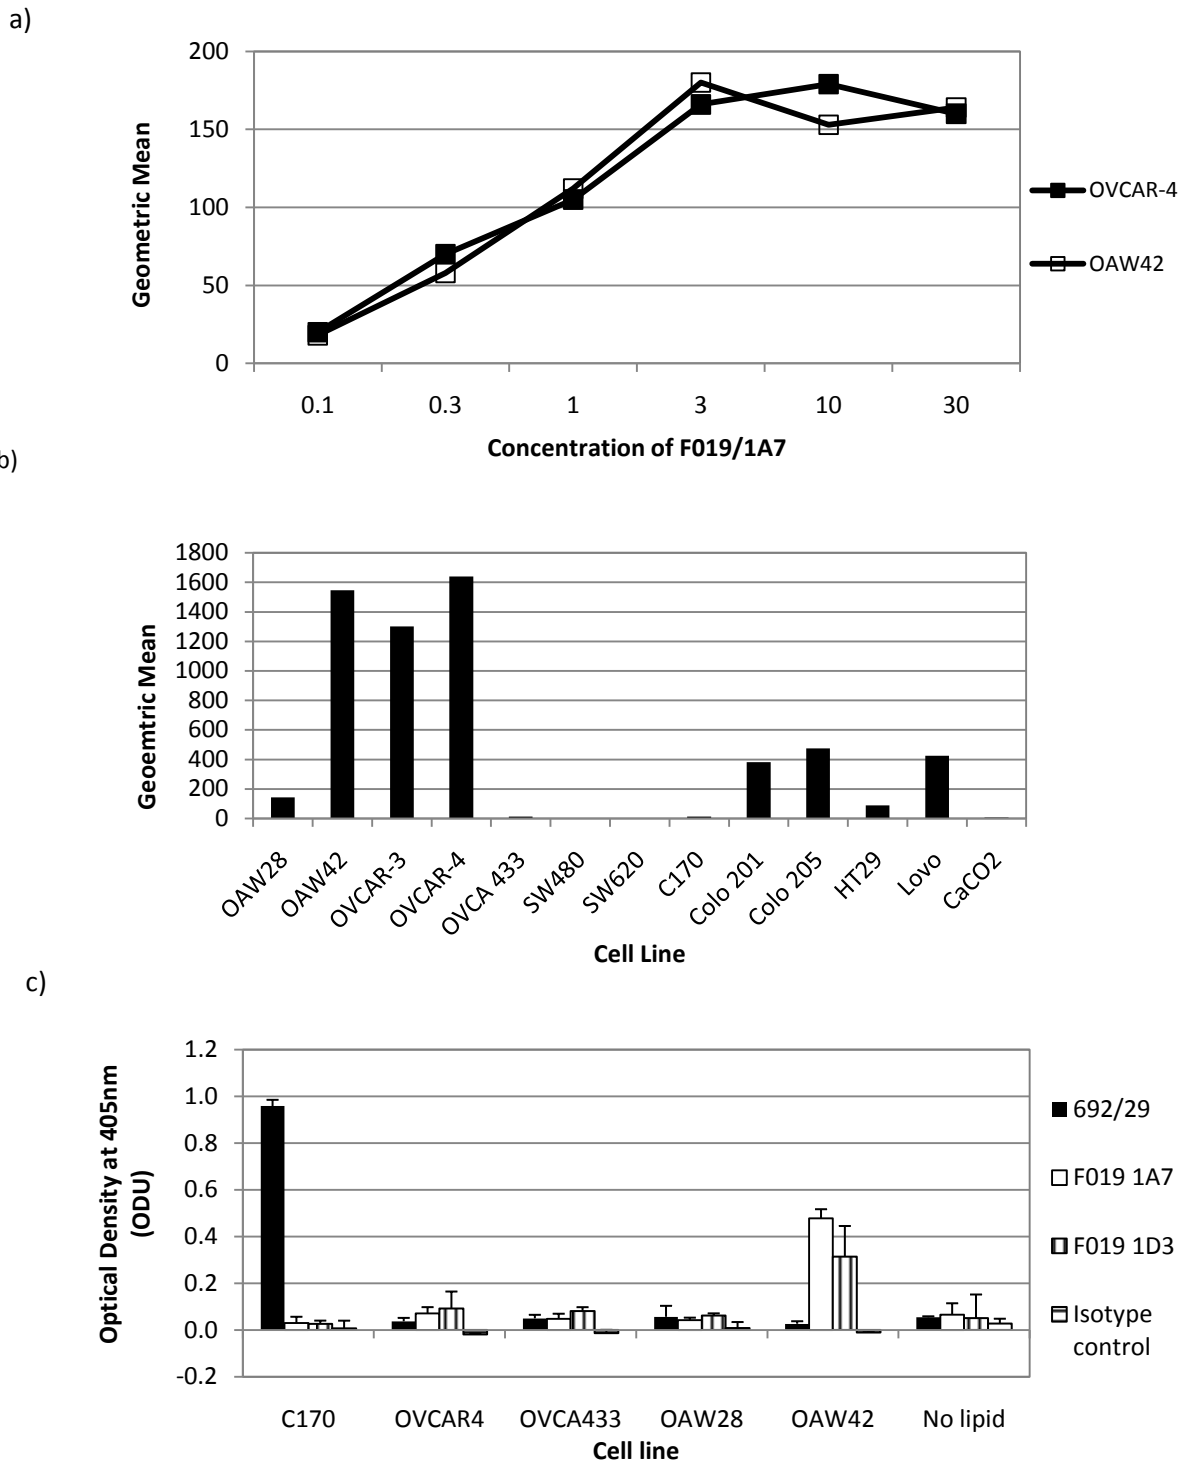 a)
200
150
100
50
0
Geometric Mean
0.1 0.3 1 3 10 30
Concentration of F019/1A7
OVCAR-4
OAW42
b)
1800
1600
1400
1200
1000
800
600
400
200
0
Geoemtric Mean
OAW28 OAW42 OVCAR-3 OVCAR-4 OVCA 433 SW480 SW620 C170 Colo 201 Colo 205 HT29 Lovo CaCO2
Cell Line
c)
1.2
1.0
0.8
0.6
0.4
0.2
0.0
-0.2
Optical Density at 405nm
(ODU)
C170 OVCAR4 OVCA433 OAW28 OAW42 No lipid
Cell line
692/29
F019 1A7
F019 1D3
Isotype
control